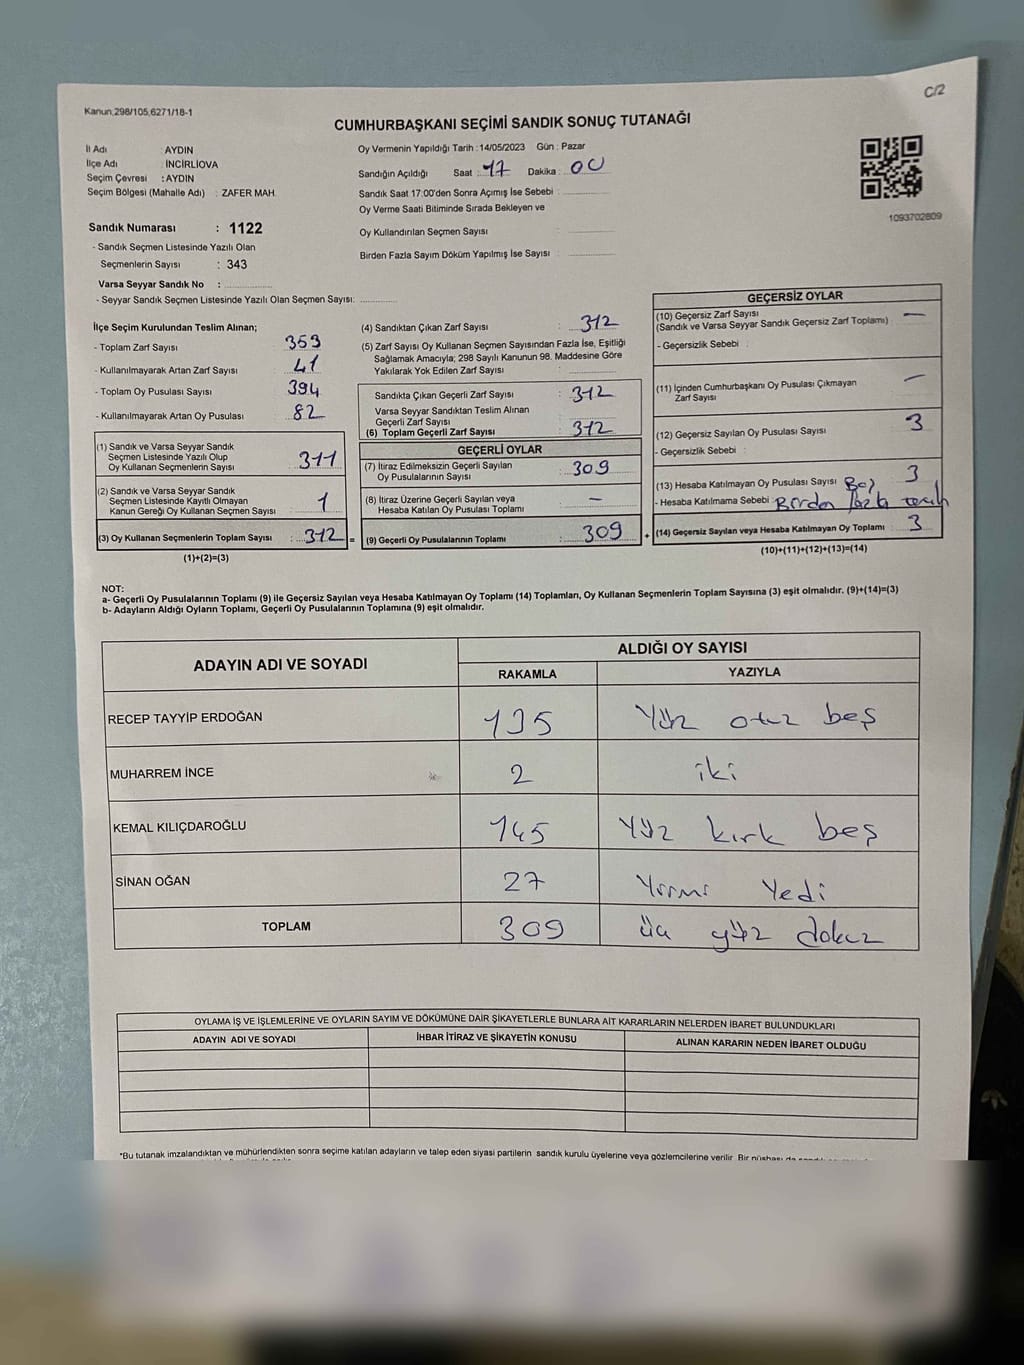 C/2
Kanun,298/105,6271/18-1
CUMHURBAŞKANI SEÇİMİ SANDIK SONUÇ TUTANAĞI
İl Adı : AYDIN
İlçe Adı : İNCİRLİOVA
Seçim Çevresi : AYDIN
Seçim Bölgesi (Mahalle Adı) : ZAFER MAH.
Oy Vermenin Yapıldığı Tarih : 14/05/2023 Gün : Pazar
Sandığın Açıldığı Saat : 17 Dakika : 00
Sandık Saat 17:00'den Sonra Açımış İse Sebebi :
Oy Verme Saati Bitiminde Sırada Bekleyen ve
Oy Kullandırılan Seçmen Sayısı :
Birden Fazla Sayım Döküm Yapılmış İse Sayısı :
1093702809
Sandık Numarası : 1122
- Sandık Seçmen Listesinde Yazılı Olan
Seçmenlerin Sayısı : 343
Varsa Seyyar Sandık No :
- Seyyar Sandık Seçmen Listesinde Yazılı Olan Seçmen Sayısı:
İlçe Seçim Kurulundan Teslim Alınan;
- Toplam Zarf Sayısı : 353
- Kullanılmayarak Artan Zarf Sayısı : 41
- Toplam Oy Pusulası Sayısı : 394
- Kullanılmayarak Artan Oy Pusulası : 82
(1) Sandık ve Varsa Seyyar Sandık
Seçmen Listesinde Yazılı Olup
Oy Kullanan Seçmenlerin Sayısı : 311
(2) Sandık ve Varsa Seyyar Sandık
Seçmen Listesinde Kayıtlı Olmayan
Kanun Gereği Oy Kullanan Seçmen Sayısı : 1
(3) Oy Kullanan Seçmenlerin Toplam Sayısı : 312 =
(1)+(2)=(3)
(4) Sandıktan Çıkan Zarf Sayısı : 312
(5) Zarf Sayısı Oy Kullanan Seçmen Sayısından Fazla İse, Eşitliği
Sağlamak Amacıyla; 298 Sayılı Kanunun 98. Maddesine Göre
Yakılarak Yok Edilen Zarf Sayısı :
Sandıkta Çıkan Geçerli Zarf Sayısı : 312
Varsa Seyyar Sandıktan Teslim Alınan
Geçerli Zarf Sayısı :
(6) Toplam Geçerli Zarf Sayısı : 312
GEÇERLİ OYLAR
(7) İtiraz Edilmeksizin Geçerli Sayılan
Oy Pusulalarının Sayısı : 309
(8) İtiraz Üzerine Geçerli Sayılan veya
Hesaba Katılan Oy Pusulası Toplamı : —
(9) Geçerli Oy Pusulalarının Toplamı : 309 +
GEÇERSİZ OYLAR
(10) Geçersiz Zarf Sayısı
(Sandık ve Varsa Seyyar Sandık Geçersiz Zarf Toplamı) : —
- Geçersizlik Sebebi :
(11) İçinden Cumhurbaşkanı Oy Pusulası Çıkmayan
Zarf Sayısı : —
(12) Geçersiz Sayılan Oy Pusulası Sayısı : 3
- Geçersizlik Sebebi :
(13) Hesaba Katılmayan Oy Pusulası Sayısı : 3
- Hesaba Katılmama Sebebi : Birden fazla
(14) Geçersiz Sayılan veya Hesaba Katılmayan Oy Toplamı : 3
(10)+(11)+(12)+(13)=(14)
NOT:
a- Geçerli Oy Pusulalarının Toplamı (9) ile Geçersiz Sayılan veya Hesaba Katılmayan Oy Toplamı (14) Toplamları, Oy Kullanan Seçmenlerin Toplam Sayısına (3) eşit olmalıdır. (9)+(14)=(3)
b- Adayların Aldığı Oyların Toplamı, Geçerli Oy Pusulalarının Toplamına (9) eşit olmalıdır.
ADAYIN ADI VE SOYADI
ALDIĞI OY SAYISI
RAKAMLA YAZIYLA
RECEP TAYYİP ERDOĞAN 135 Yüz otuz beş
MUHARREM İNCE 2 iki
KEMAL KILIÇDAROĞLU 145 Yüz kırk beş
SİNAN OĞAN 27 Yirmi Yedi
TOPLAM 309 üç yüz dokuz
OYLAMA İŞ VE İŞLEMLERİNE VE OYLARIN SAYIM VE DÖKÜMÜNE DAİR ŞİKAYETLERLE BUNLARA AİT KARARLARIN NELERDEN İBARET BULUNDUKLARI
ADAYIN ADI VE SOYADI İHBAR İTİRAZ VE ŞİKAYETİN KONUSU ALINAN KARARIN NEDEN İBARET OLDUĞU
*Bu tutanak imzalandıktan ve mühürlendikten sonra seçime katılan adayların ve talep eden siyasi partilerin sandık kurulu üyelerine veya gözlemcilerine verilir. Bir nüshası da